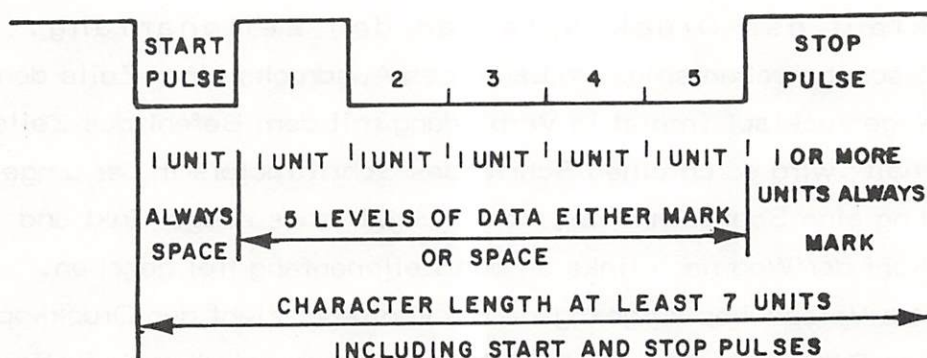 START STOP
PULSE 1 2 3 4 5 PULSE
1 UNIT 1 UNIT 1 UNIT 1 UNIT 1 UNIT 1 UNIT 1 OR MORE
ALWAYS 5 LEVELS OF DATA EITHER MARK UNITS ALWAYS
SPACE OR SPACE MARK
CHARACTER LENGTH AT LEAST 7 UNITS
INCLUDING START AND STOP PULSES